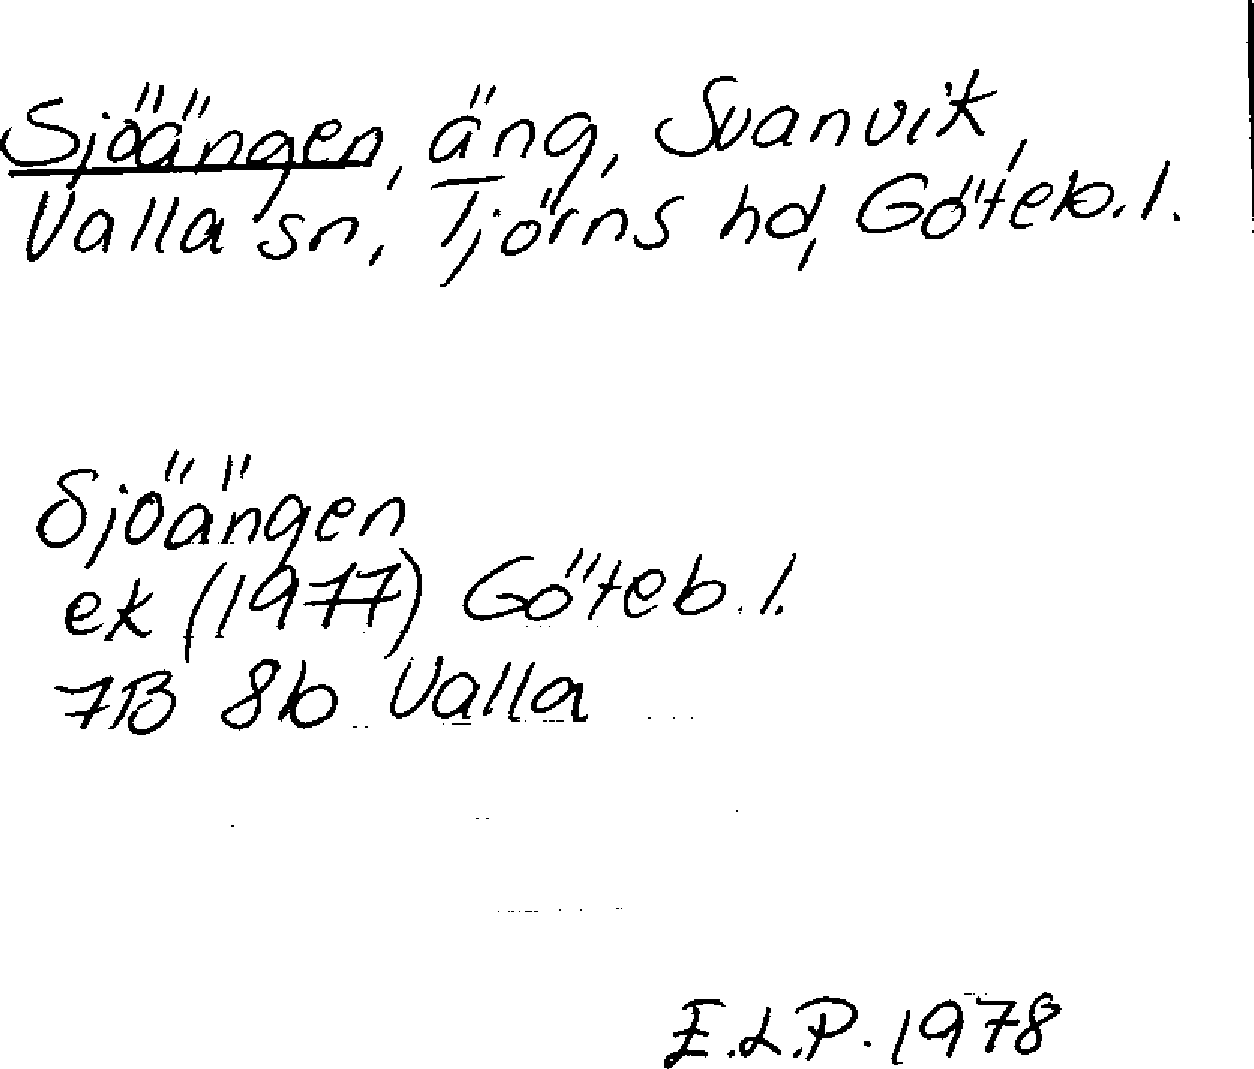 Sjöängen, äng, Svanvik,
Valla sn, Tjörns hd, Göteb. l.
Sjöängen
ek (1977) Göteb. l.
7B 8b Valla
E.L.P. 1978